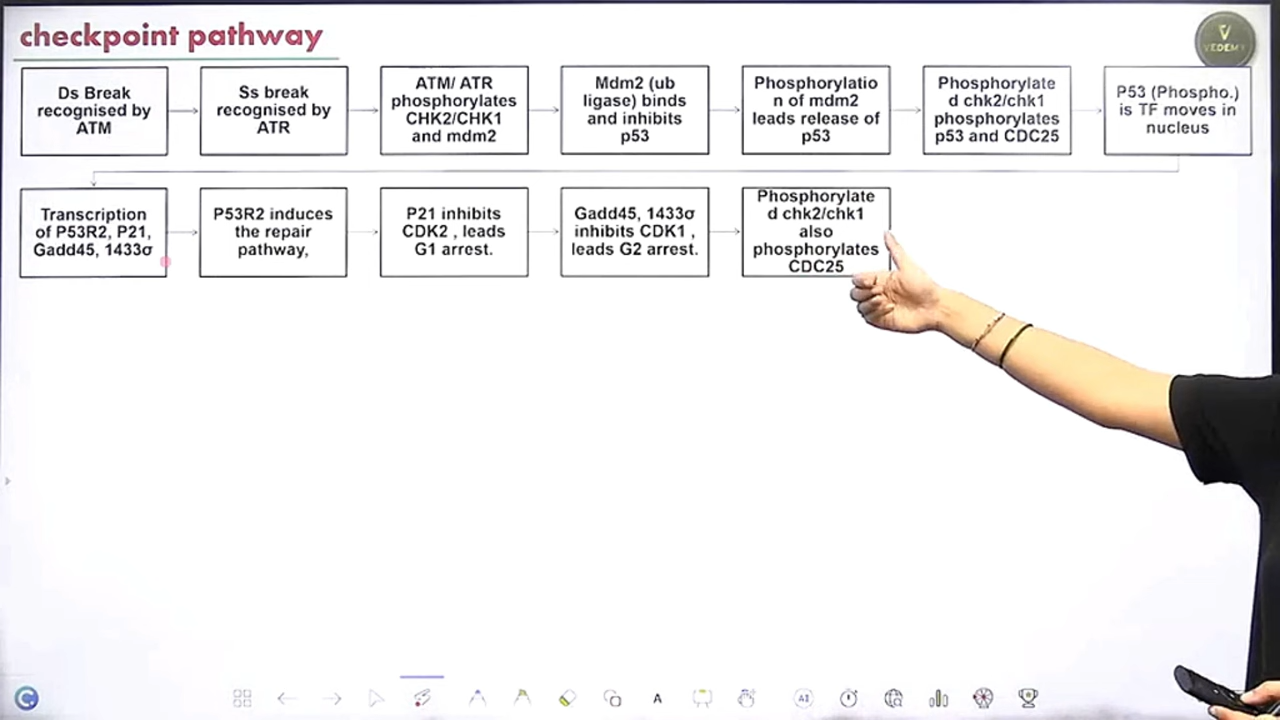 checkpoint pathway
V
VEDEMY
Ds Break
recognised by
ATM
Ss break
recognised by
ATR
ATM/ ATR
phosphorylates
CHK2/CHK1
and mdm2
Mdm2 (ub
ligase) binds
and inhibits
p53
Phosphorylatio
n of mdm2
leads release of
p53
Phosphorylate
d chk2/chk1
phosphorylates
p53 and CDC25
P53 (Phospho.)
is TF moves in
nucleus
Transcription
of P53R2, P21,
Gadd45, 1433σ
P53R2 induces
the repair
pathway,
P21 inhibits
CDK2 , leads
G1 arrest.
Gadd45, 1433σ
inhibits CDK1 ,
leads G2 arrest.
Phosphorylate
d chk2/chk1
also
phosphorylates
CDC25
A
AI